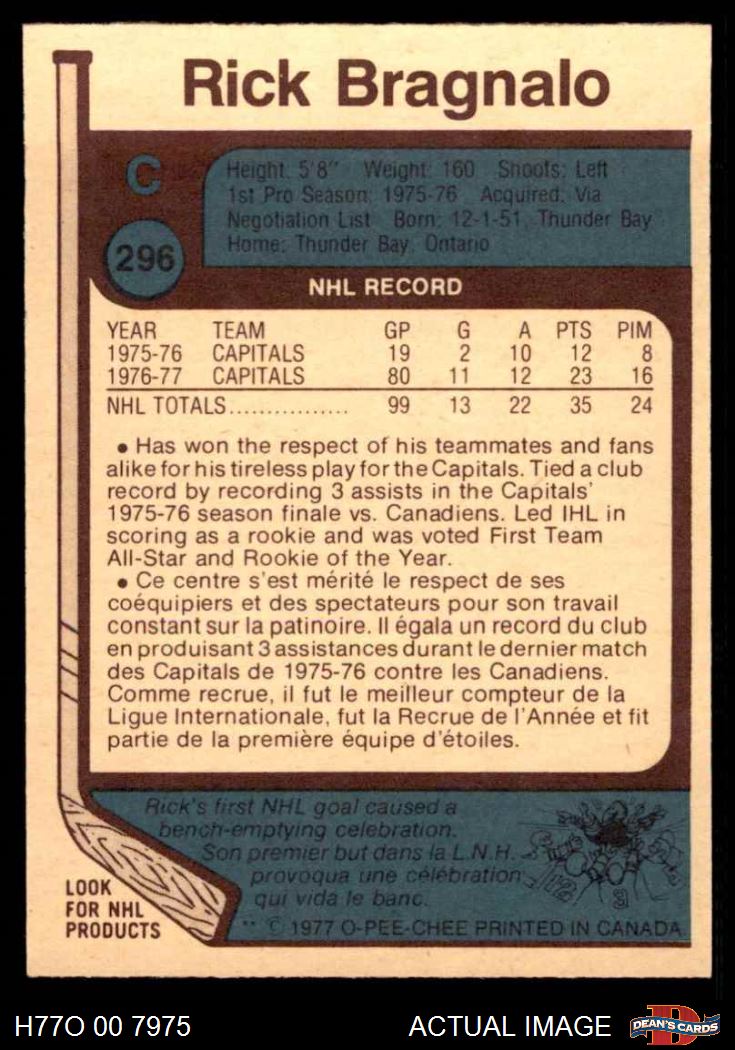 Rick Bragnalo
C
296
Height: 5'8" Weight: 160 Shoots: Left
1st Pro Season: 1975-76 Acquired: Via
Negotiation List Born: 12-1-51, Thunder Bay
Home: Thunder Bay, Ontario
NHL RECORD
YEAR TEAM GP G A PTS PIM
1975-76 CAPITALS 19 2 10 12 8
1976-77 CAPITALS 80 11 12 23 16
NHL TOTALS................ 99 13 22 35 24
• Has won the respect of his teammates and fans
alike for his tireless play for the Capitals. Tied a club
record by recording 3 assists in the Capitals'
1975-76 season finale vs. Canadiens. Led IHL in
scoring as a rookie and was voted First Team
All-Star and Rookie of the Year.
• Ce centre s'est mérité le respect de ses
coéquipiers et des spectateurs pour son travail
constant sur la patinoire. Il égala un record du club
en produisant 3 assistances durant le dernier match
des Capitals de 1975-76 contre les Canadiens.
Comme recrue, il fut le meilleur compteur de la
Ligue Internationale, fut la Recrue de l'Année et fit
partie de la première équipe d'étoiles.
Rick's first NHL goal caused a
bench-emptying celebration.
Son premier but dans la L.N.H.
provoqua une célébration
qui vida le banc.
LOOK
FOR NHL
PRODUCTS
** © 1977 O-PEE-CHEE PRINTED IN CANADA
H77O 00 7975
ACTUAL IMAGE
D
DEAN'S CARDS